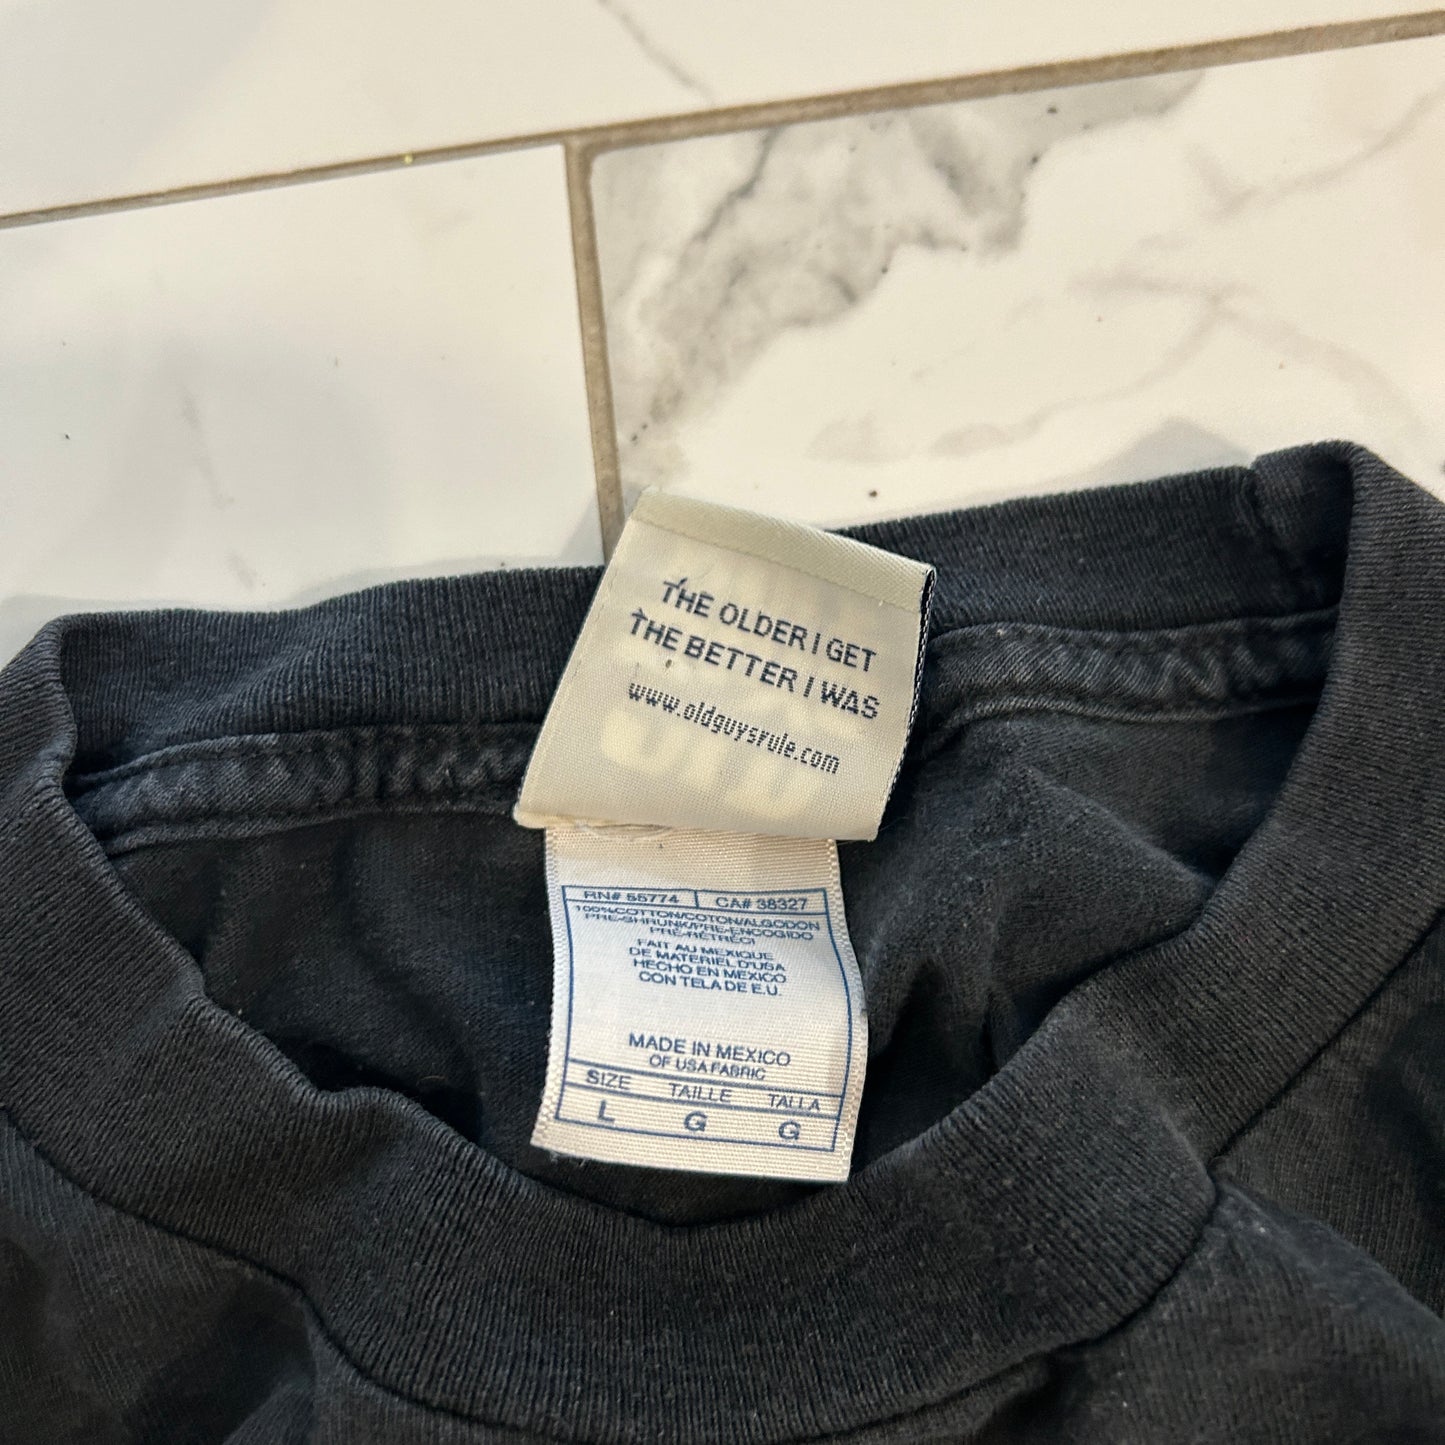 THE OLDER I GET
THE BETTER I WAS
www.oldguysrule.com
RN# 55774 CA# 38327
100%COTTON/COTON/ALGODON
PRE-SHRUNK/PRE-ENCOGIDO
PRÉ-RÉTRÉCI
FAIT AU MEXIQUE
DE MATERIEL D'USA
HECHO EN MEXICO
CON TELA DE E.U.
MADE IN MEXICO
OF USA FABRIC
SIZE TAILLE TALLA
L G G